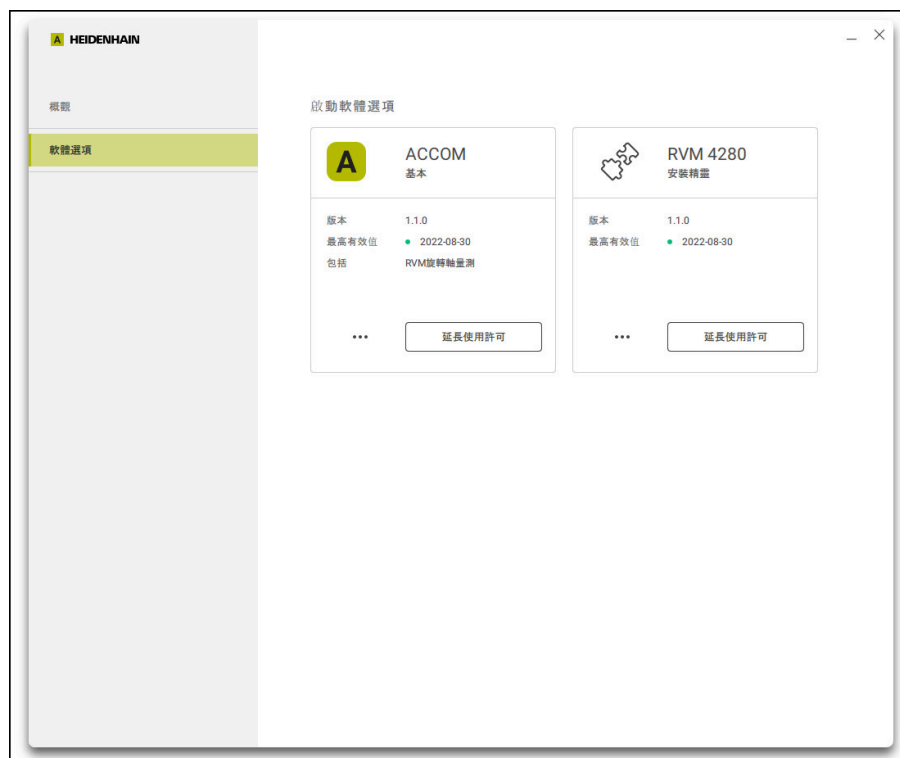 A HEIDENHAIN
概觀
軟體選項
啟動軟體選項
A
ACCOM
基本
版本 1.1.0
最高有效值 2022-08-30
包括 RVM旋轉軸量測
••• 延長使用許可
RVM 4280
安裝精靈
版本 1.1.0
最高有效值 2022-08-30
••• 延長使用許可